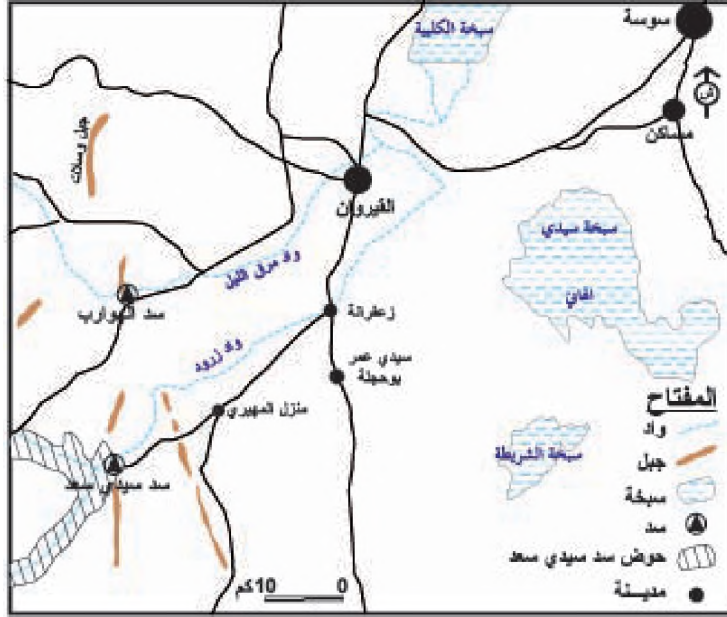 سبخة الكلبية
سوسة
ش
مساكن
جبل وسلات
القيروان
سبخة سيدي
الهاني
واد مرق الليل
سد الهوارب
زعفرانة
واد زرود
سيدي عمر
بوحجلة
منزل المهيري
سبخة الشريطة
سد سيدي سعد
المفتاح
واد
جبل
سبخة
سد
حوض سد سيدي سعد
مدينة
0 10كم